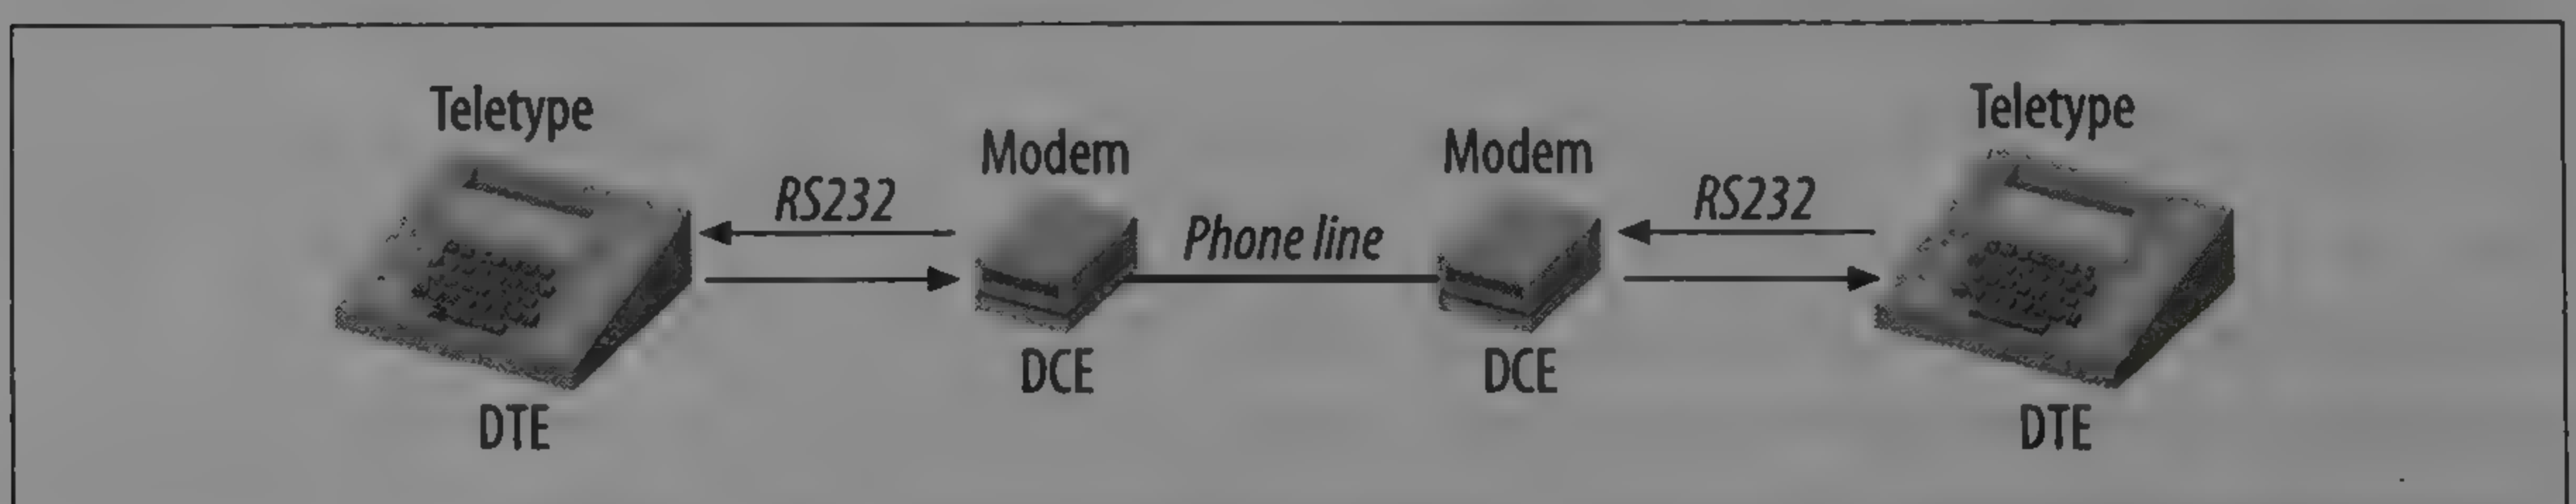 Teletype
Modem
Modem
Teletype
RS232
Phone line
RS232
DCE
DCE
DTE
DTE